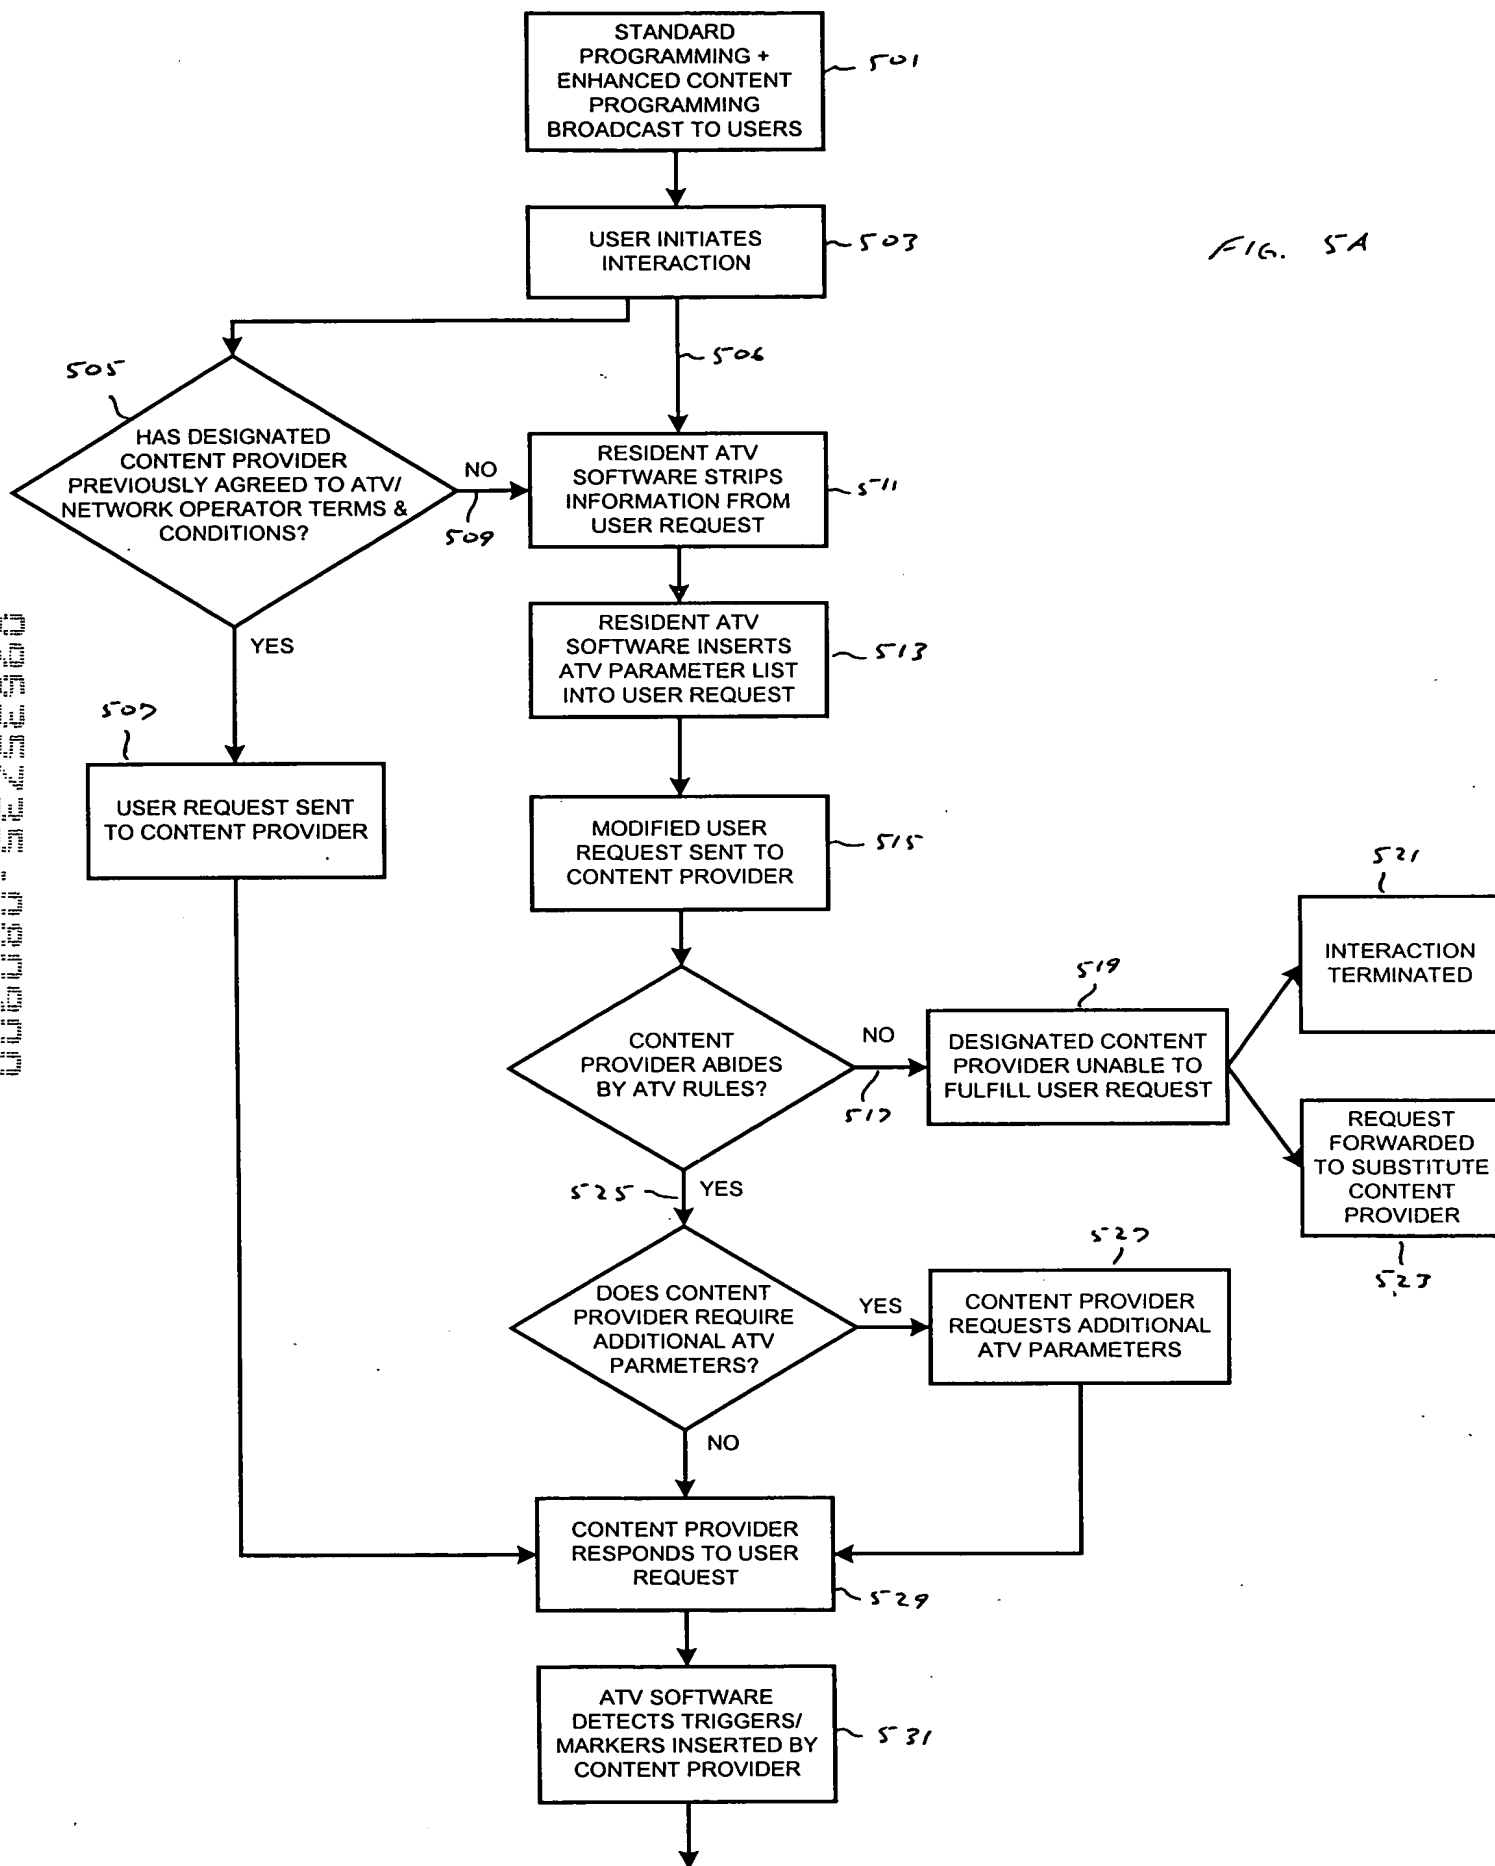 STANDARD
PROGRAMMING +
ENHANCED CONTENT
PROGRAMMING
BROADCAST TO USERS
501
USER INITIATES
INTERACTION
503
FIG. 5A
505
506
HAS DESIGNATED
CONTENT PROVIDER
PREVIOUSLY AGREED TO ATV/
NETWORK OPERATOR TERMS &
CONDITIONS?
NO
509
RESIDENT ATV
SOFTWARE STRIPS
INFORMATION FROM
USER REQUEST
511
YES
RESIDENT ATV
SOFTWARE INSERTS
ATV PARAMETER LIST
INTO USER REQUEST
513
507
USER REQUEST SENT
TO CONTENT PROVIDER
MODIFIED USER
REQUEST SENT TO
CONTENT PROVIDER
515
521
INTERACTION
TERMINATED
519
CONTENT
PROVIDER ABIDES
BY ATV RULES?
NO
517
DESIGNATED CONTENT
PROVIDER UNABLE TO
FULFILL USER REQUEST
REQUEST
FORWARDED
TO SUBSTITUTE
CONTENT
PROVIDER
523
525
YES
527
DOES CONTENT
PROVIDER REQUIRE
ADDITIONAL ATV
PARMETERS?
YES
CONTENT PROVIDER
REQUESTS ADDITIONAL
ATV PARAMETERS
NO
CONTENT PROVIDER
RESPONDS TO USER
REQUEST
529
ATV SOFTWARE
DETECTS TRIGGERS/
MARKERS INSERTED BY
CONTENT PROVIDER
531